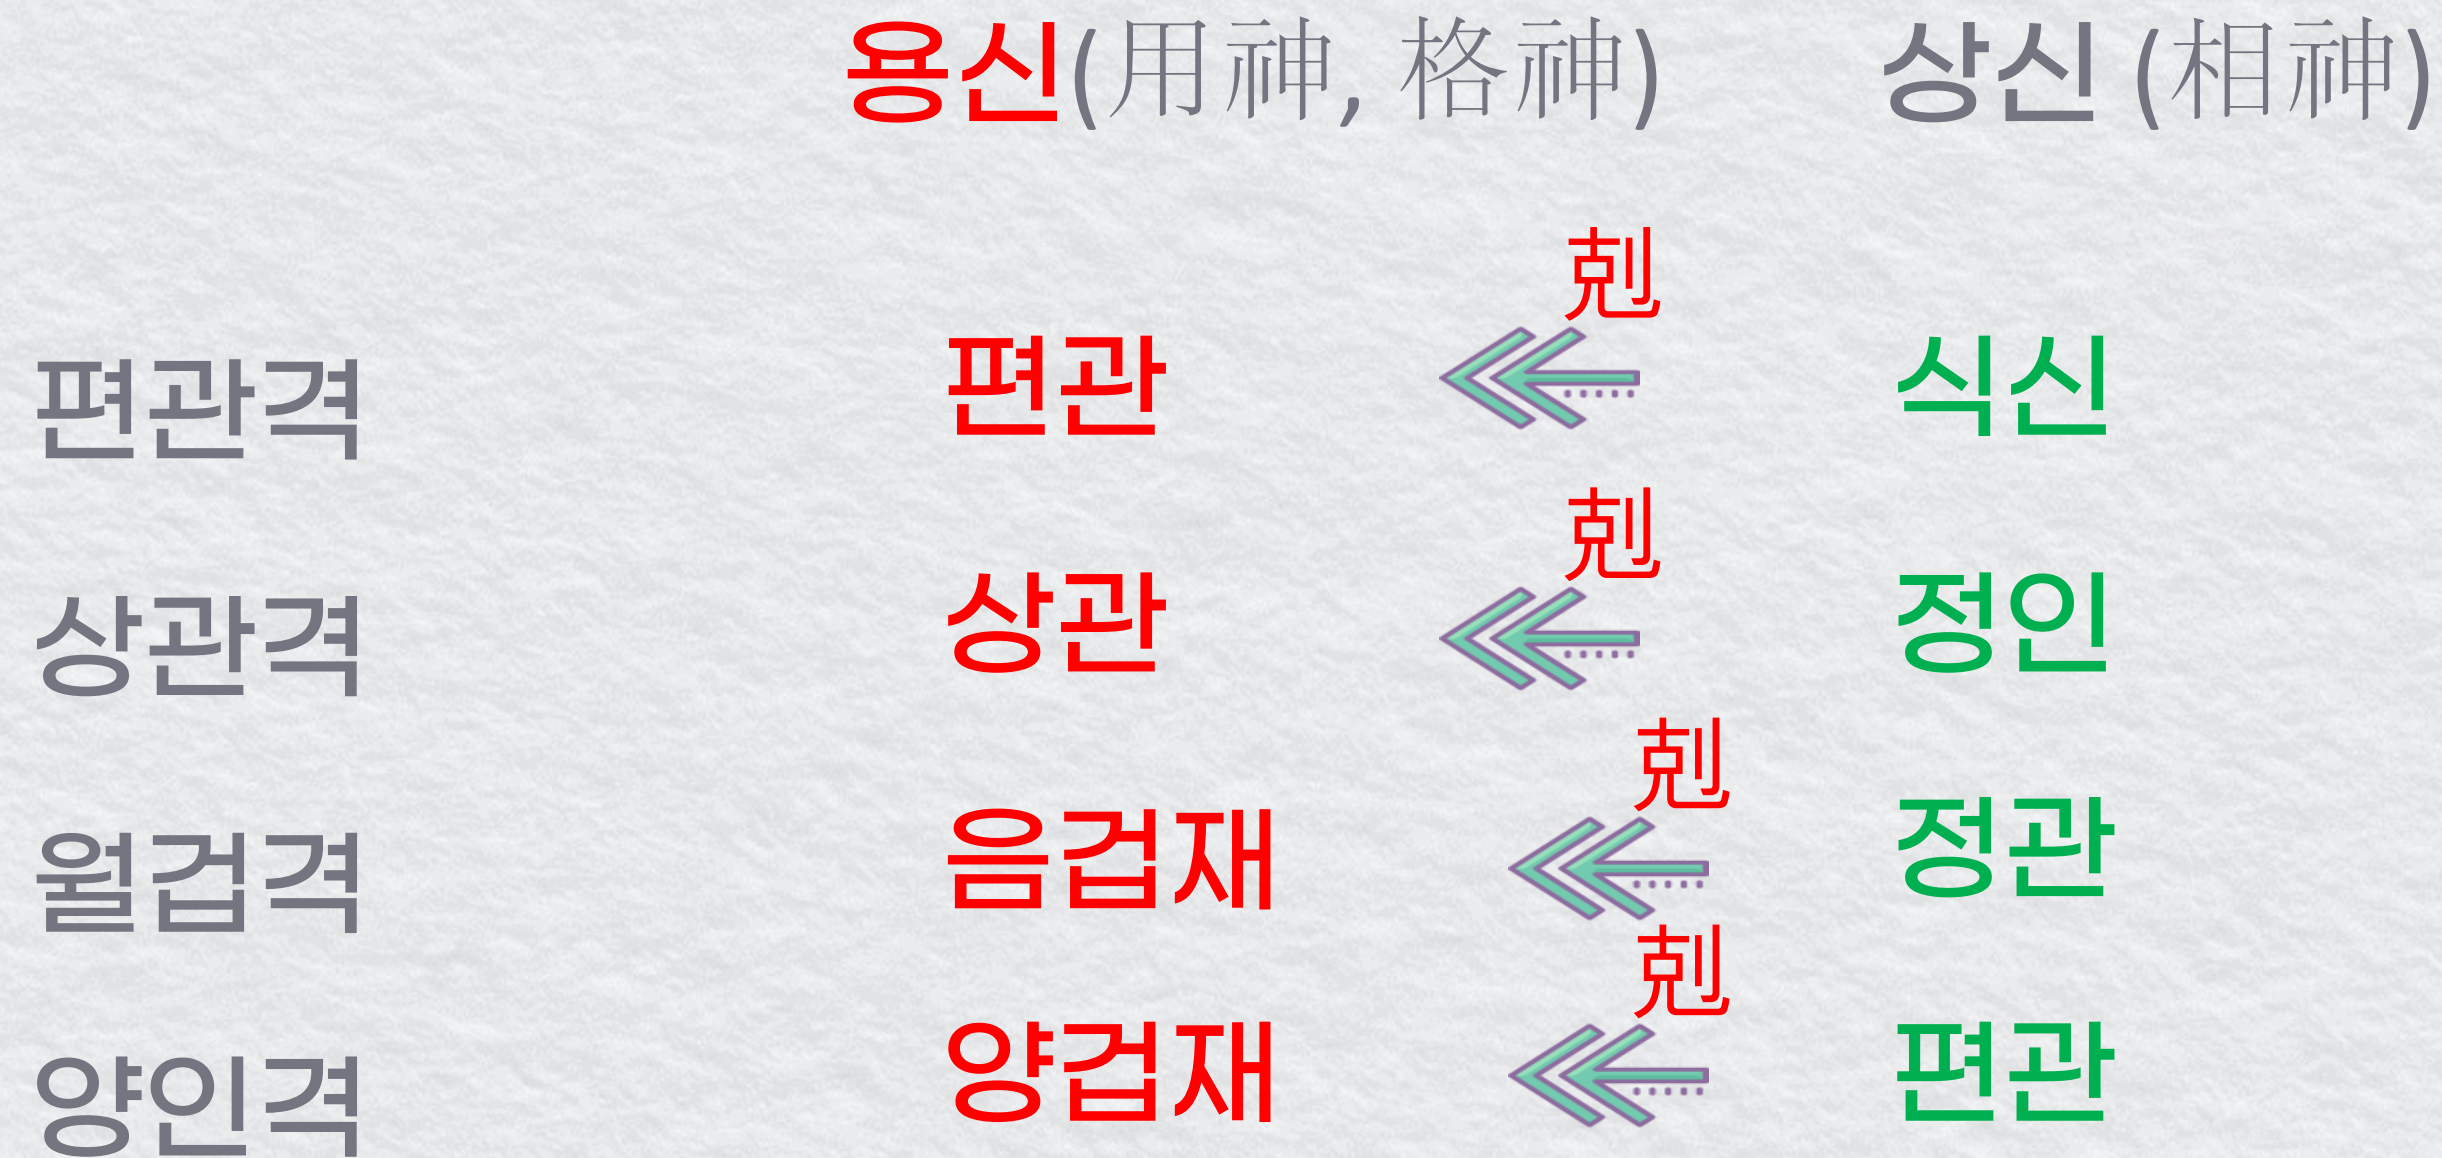 용신(用神, 格神) 상신 (相神)
剋
편관격 편관 식신
剋
상관격 상관 정인
剋
월겁격 음겁재 정관
剋
양인격 양겁재 편관